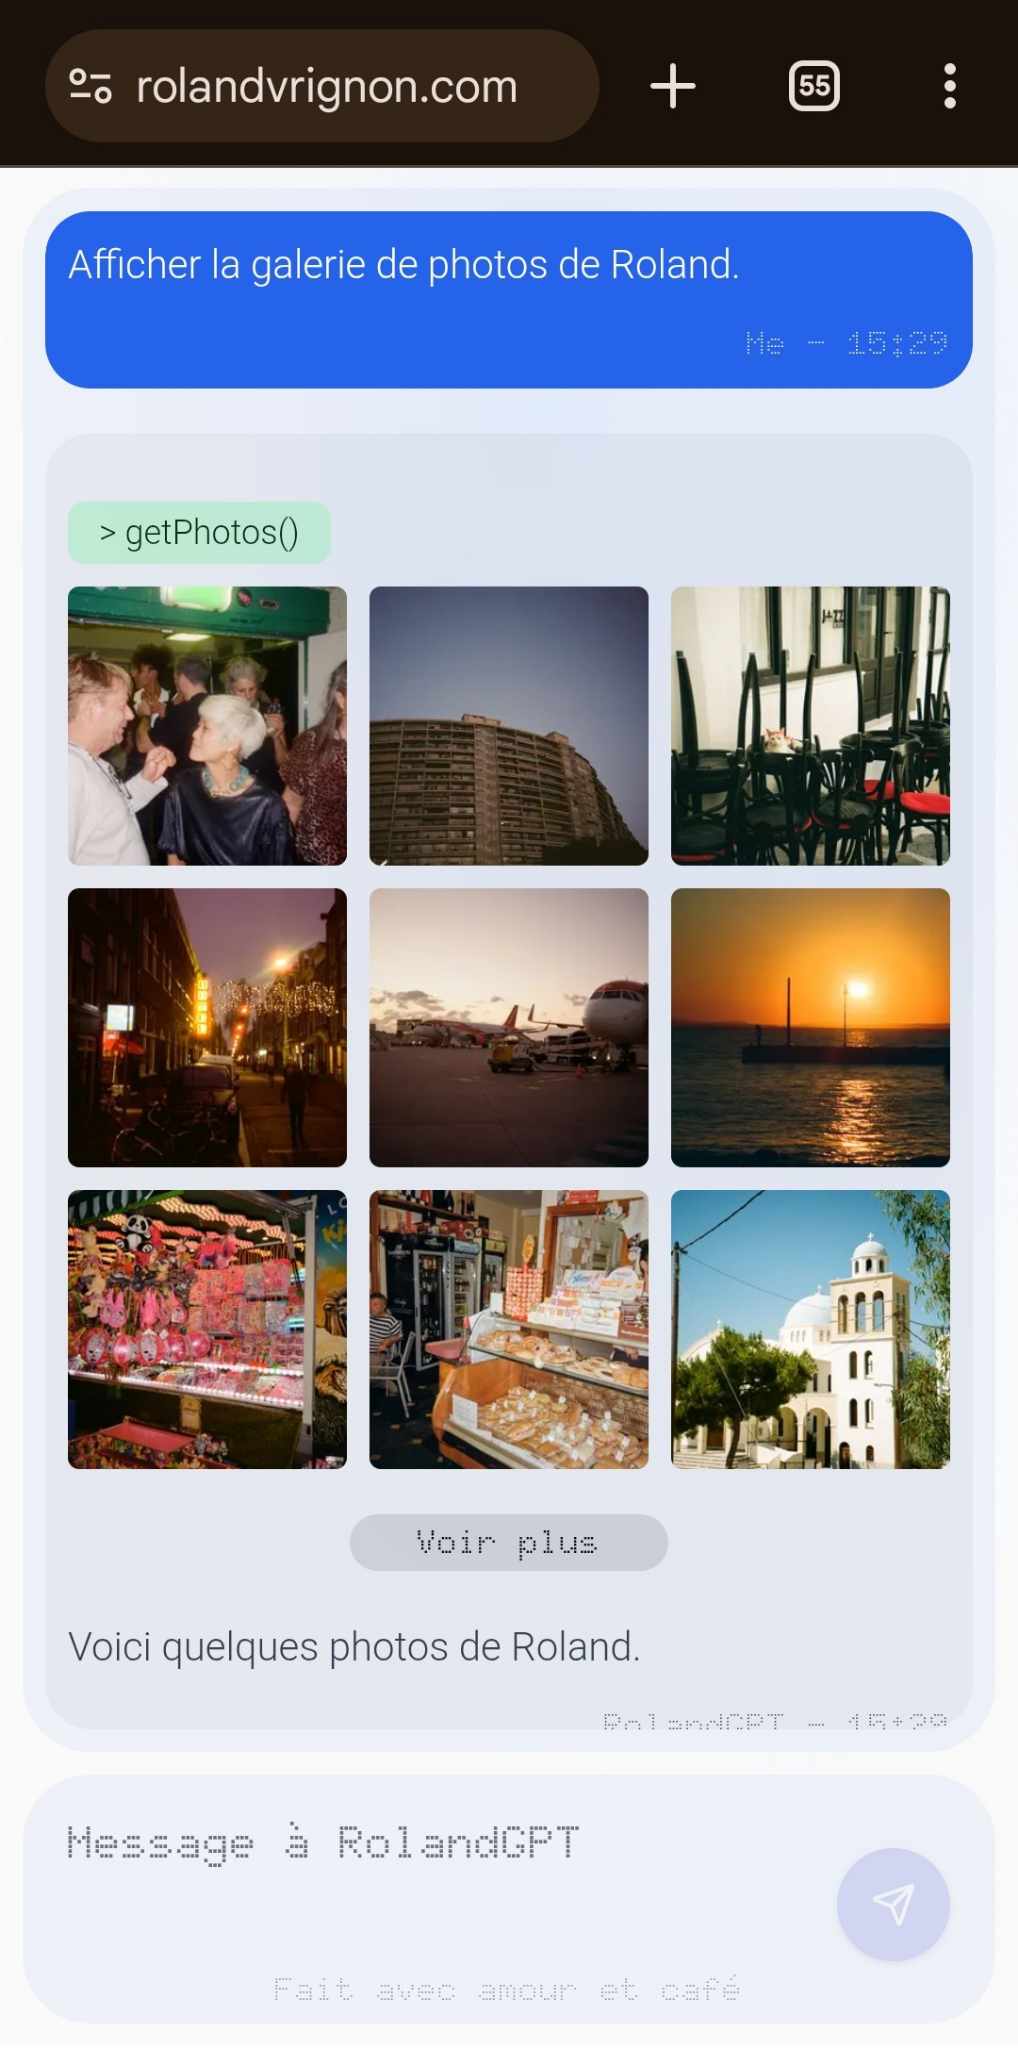 rolandvrignon.com
55
Afficher la galerie de photos de Roland.
Me - 15:29
> getPhotos()
JAZZ
Voir plus
Voici quelques photos de Roland.
RolandGPT - 15:29
Message à RolandGPT
Fait avec amour et café